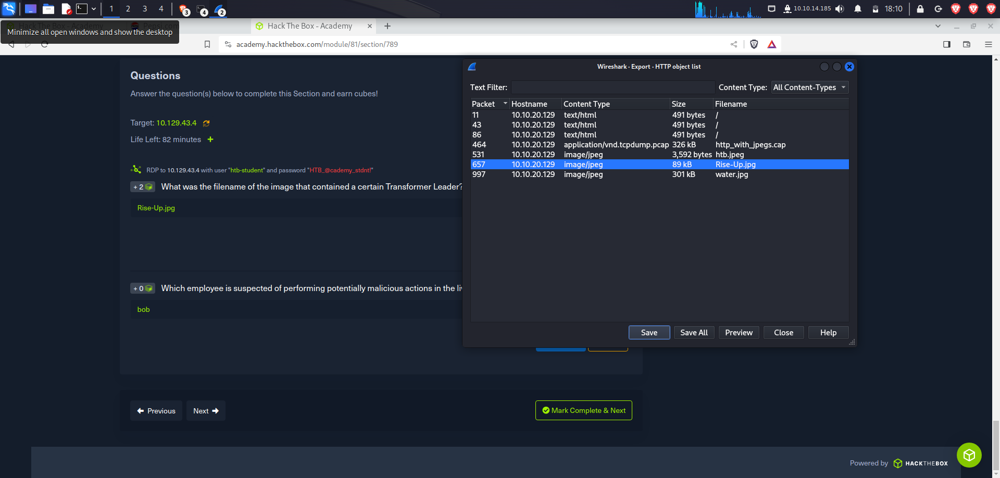 1 2 3 4
3 4 2
10.10.14.185
18:10
Hack The Box - Academy
Pepsi.com
Hack The Box - Academy
Minimize all open windows and show the desktop
academy.hackthebox.com/module/81/section/789
Questions
Answer the question(s) below to complete this Section and earn cubes!
Target: 10.129.43.4
Life Left: 82 minutes
RDP to 10.129.43.4 with user "htb-student" and password "HTB_@cademy_stdnt!"
+ 2 What was the filename of the image that contained a certain Transformer Leader?
Rise-Up.jpg
+ 0 Which employee is suspected of performing potentially malicious actions in the li
bob
Previous
Next
Mark Complete & Next
Powered by HACKTHEBOX
Wireshark · Export · HTTP object list
Text Filter:
Content Type: All Content-Types
Packet Hostname Content Type Size Filename
11 10.10.20.129 text/html 491 bytes /
43 10.10.20.129 text/html 491 bytes /
86 10.10.20.129 text/html 491 bytes /
464 10.10.20.129 application/vnd.tcpdump.pcap 326 kB http_with_jpegs.cap
531 10.10.20.129 image/jpeg 3,592 bytes htb.jpeg
657 10.10.20.129 image/jpeg 89 kB Rise-Up.jpg
997 10.10.20.129 image/jpeg 301 kB water.jpg
Save
Save All
Preview
Close
Help